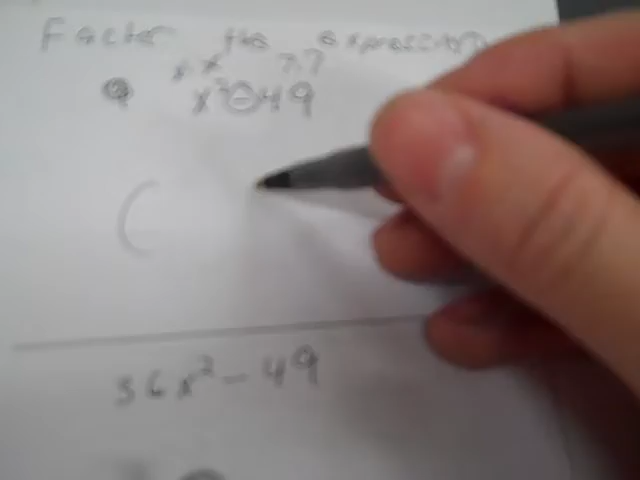 Factor the expression
x·x 7·7
x² - 49
(
36x² - 49